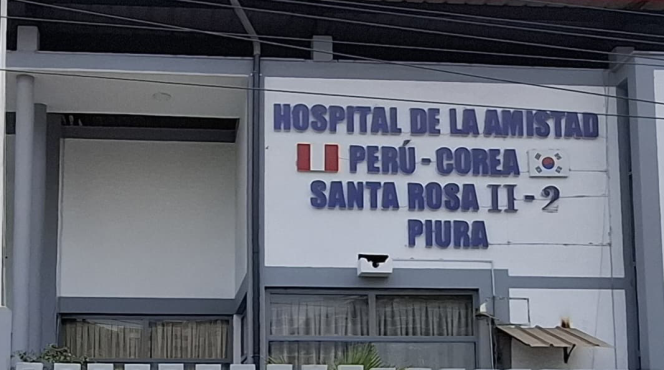 HOSPITAL DE LA AMISTAD
PERÚ - COREA
SANTA ROSA II - 2
PIURA